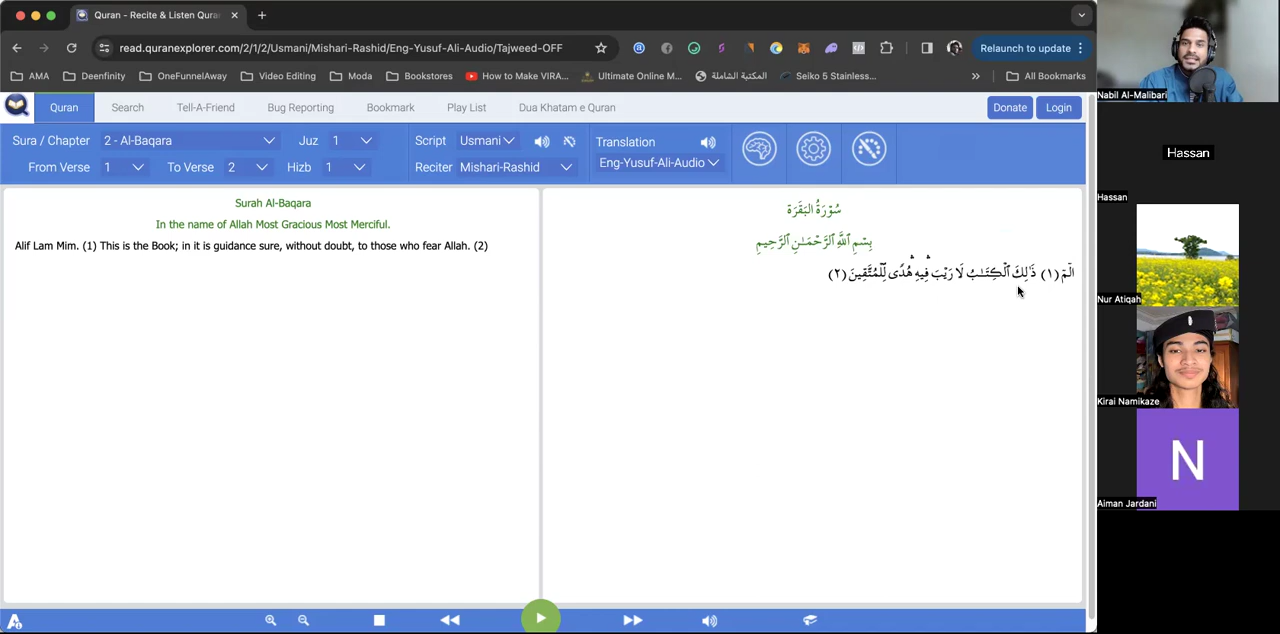 Quran - Recite & Listen Qura
Relaunch to update
read.quranexplorer.com/2/1/2/Usmani/Mishari-Rashid/Eng-Yusuf-Ali-Audio/Tajweed-OFF
AMA Deenfinity OneFunnelAway Video Editing Moda Bookstores How to Make VIRA... Ultimate Online M... المكتبة الشاملة Seiko 5 Stainless... » All Bookmarks
Quran Search Tell-A-Friend Bug Reporting Bookmark Play List Dua Khatam e Quran Donate Login
Sura / Chapter 2 - Al-Baqara Juz 1 Script Usmani Translation
From Verse 1 To Verse 2 Hizb 1 Reciter Mishari-Rashid Eng-Yusuf-Ali-Audio
Surah Al-Baqara
In the name of Allah Most Gracious Most Merciful.
Alif Lam Mim. (1) This is the Book; in it is guidance sure, without doubt, to those who fear Allah. (2)
سُوۡرَةُ البَقَرَة
بِسۡمِ ٱللَّهِ ٱلرَّحۡمَـٰنِ ٱلرَّحِيمِ
الٓمٓ (١) ذَٲلِكَ ٱلۡڪِتَـٰبُ لَا رَيۡبَ‌ۛ فِيهِ‌ۛ هُدً۬ى لِّلۡمُتَّقِينَ (٢)
Nabil Al-Malibari
Hassan
Hassan
Nur Atiqah
Kirai Namikaze
N
Aiman Jardani